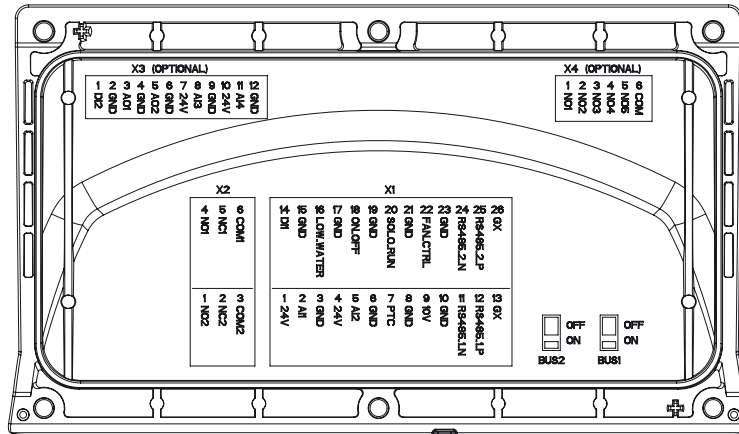 X3 (OPTIONAL)
1 DI2
2 GND
3 AO1
4 GND
5 AO2
6 GND
7 24V
8 AI3
9 GND
10 24V
11 AI4
12 GND
X4 (OPTIONAL)
1 NO1
2 NO2
3 NO3
4 NO4
5 NO5
6 COM
X2
4 NO1
5 NC1
6 COM1
1 NO2
2 NC2
3 COM2
X1
14 DI1
15 GND
16 LOW.WATER
17 GND
18 ON.OFF
19 GND
20 SOLO.RUN
21 GND
22 FAN.CTRL
23 GND
24 RS485.2.N
25 RS485.2.P
26 GX
1 24V
2 AI1
3 GND
4 24V
5 AI2
6 GND
7 PTC
8 GND
9 10V
10 GND
11 RS485.1.N
12 RS485.1.P
13 GX
OFF
ON
BUS2
OFF
ON
BUS1